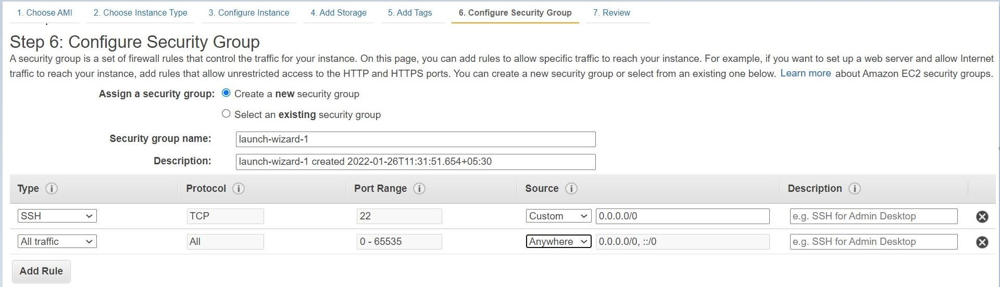 1. Choose AMI 2. Choose Instance Type 3. Configure Instance 4. Add Storage 5. Add Tags 6. Configure Security Group 7. Review
Step 6: Configure Security Group
A security group is a set of firewall rules that control the traffic for your instance. On this page, you can add rules to allow specific traffic to reach your instance. For example, if you want to set up a web server and allow Internet
traffic to reach your instance, add rules that allow unrestricted access to the HTTP and HTTPS ports. You can create a new security group or select from an existing one below. Learn more about Amazon EC2 security groups.
Assign a security group: Create a new security group
Select an existing security group
Security group name: launch-wizard-1
Description: launch-wizard-1 created 2022-01-26T11:31:51.654+05:30
Type i Protocol i Port Range i Source i Description i
SSH TCP 22 Custom 0.0.0.0/0 e.g. SSH for Admin Desktop
All traffic All 0 - 65535 Anywhere 0.0.0.0/0, ::/0 e.g. SSH for Admin Desktop
Add Rule